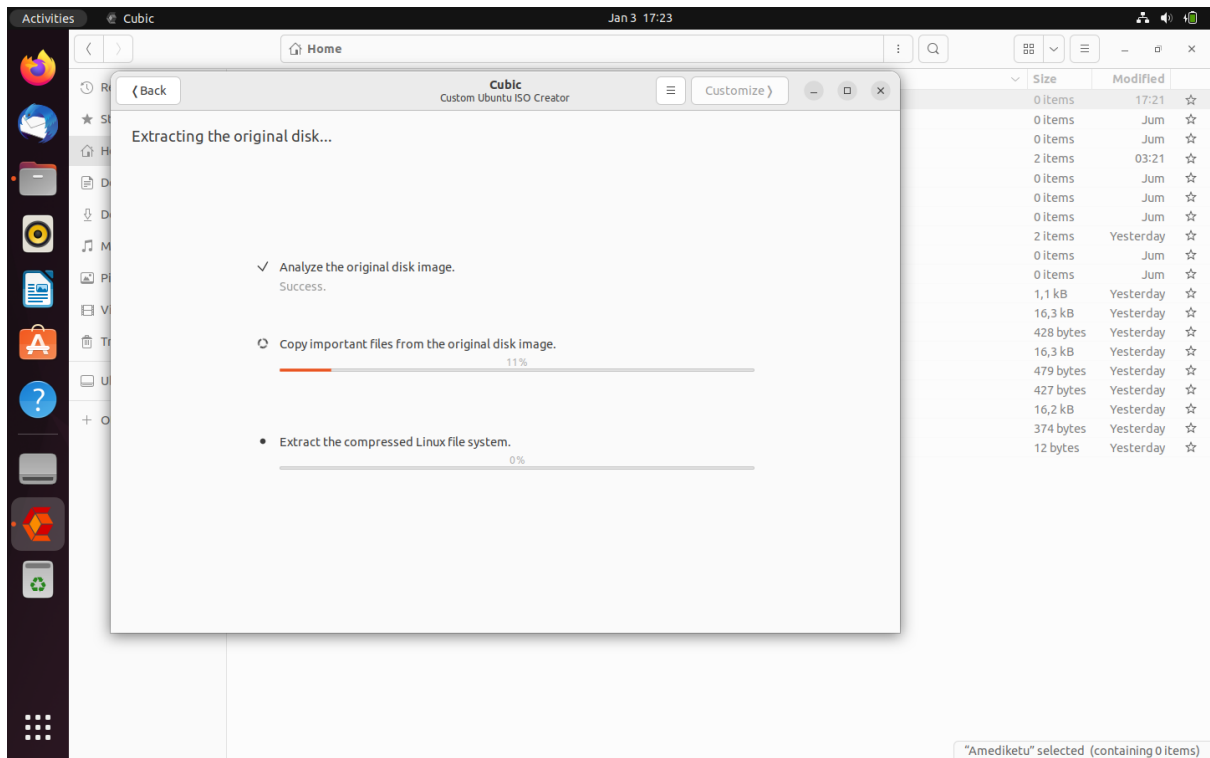 Activities Cubic Jan 3 17:23
Home
Cubic
Custom Ubuntu ISO Creator
Back
Customize
Size Modified
Extracting the original disk...
Analyze the original disk image.
Success.
Copy important files from the original disk image.
11%
Extract the compressed Linux file system.
0%
0 items 17:21
0 items Jum
0 items Jum
2 items 03:21
0 items Jum
0 items Jum
0 items Jum
2 items Yesterday
0 items Jum
0 items Jum
1,1 kB Yesterday
16,3 kB Yesterday
428 bytes Yesterday
16,3 kB Yesterday
479 bytes Yesterday
427 bytes Yesterday
16,2 kB Yesterday
374 bytes Yesterday
12 bytes Yesterday
"Amediketu" selected (containing 0 items)